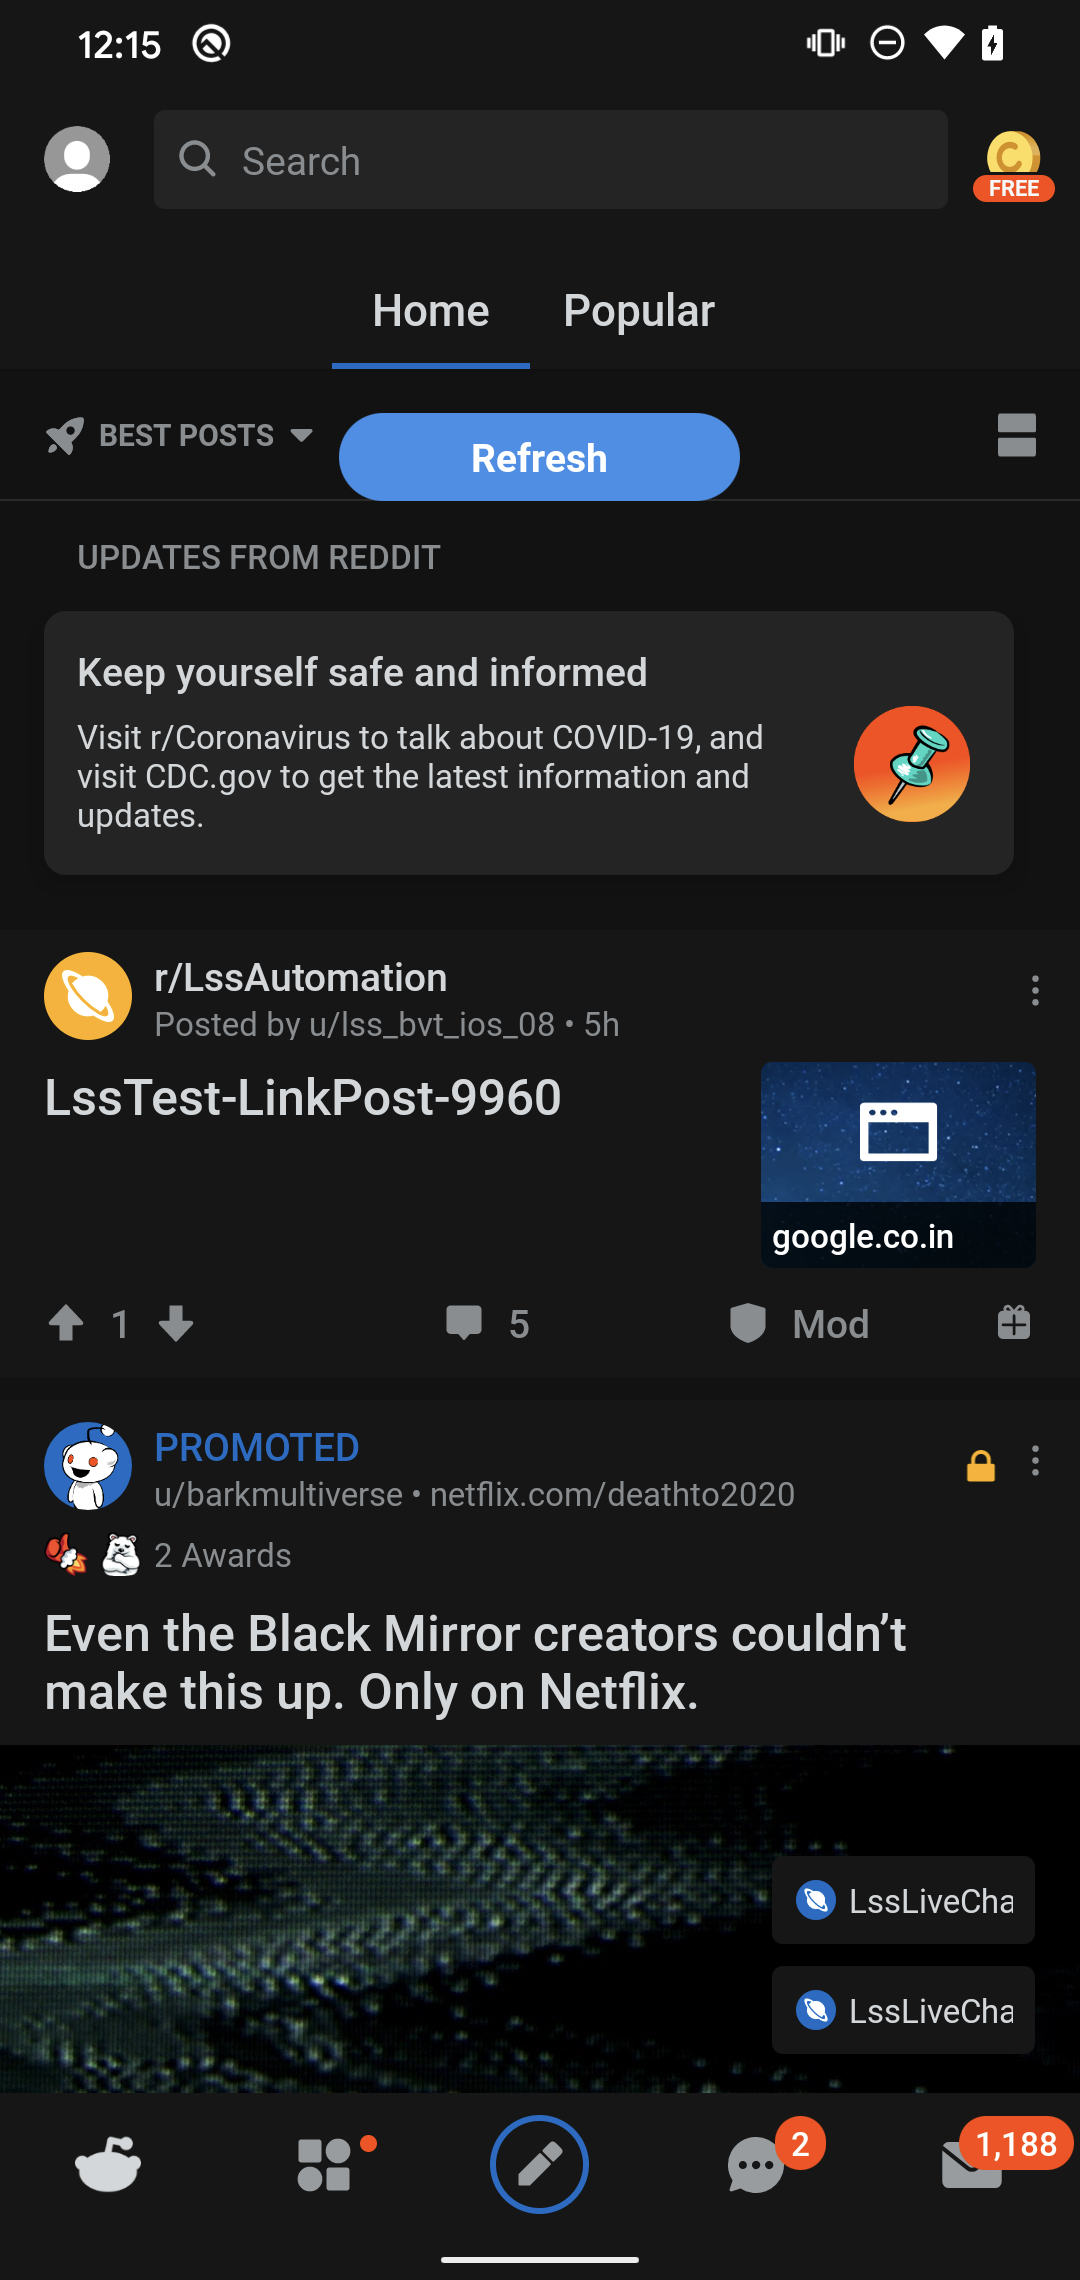 12:15
Search
FREE
Home Popular
BEST POSTS
Refresh
UPDATES FROM REDDIT
Keep yourself safe and informed
Visit r/Coronavirus to talk about COVID-19, and
visit CDC.gov to get the latest information and
updates.
r/LssAutomation
Posted by u/lss_bvt_ios_08 • 5h
LssTest-LinkPost-9960
google.co.in
1 5 Mod
PROMOTED
u/barkmultiverse • netflix.com/deathto2020
2 Awards
Even the Black Mirror creators couldn’t
make this up. Only on Netflix.
LssLiveCha
LssLiveCha
2 1,188